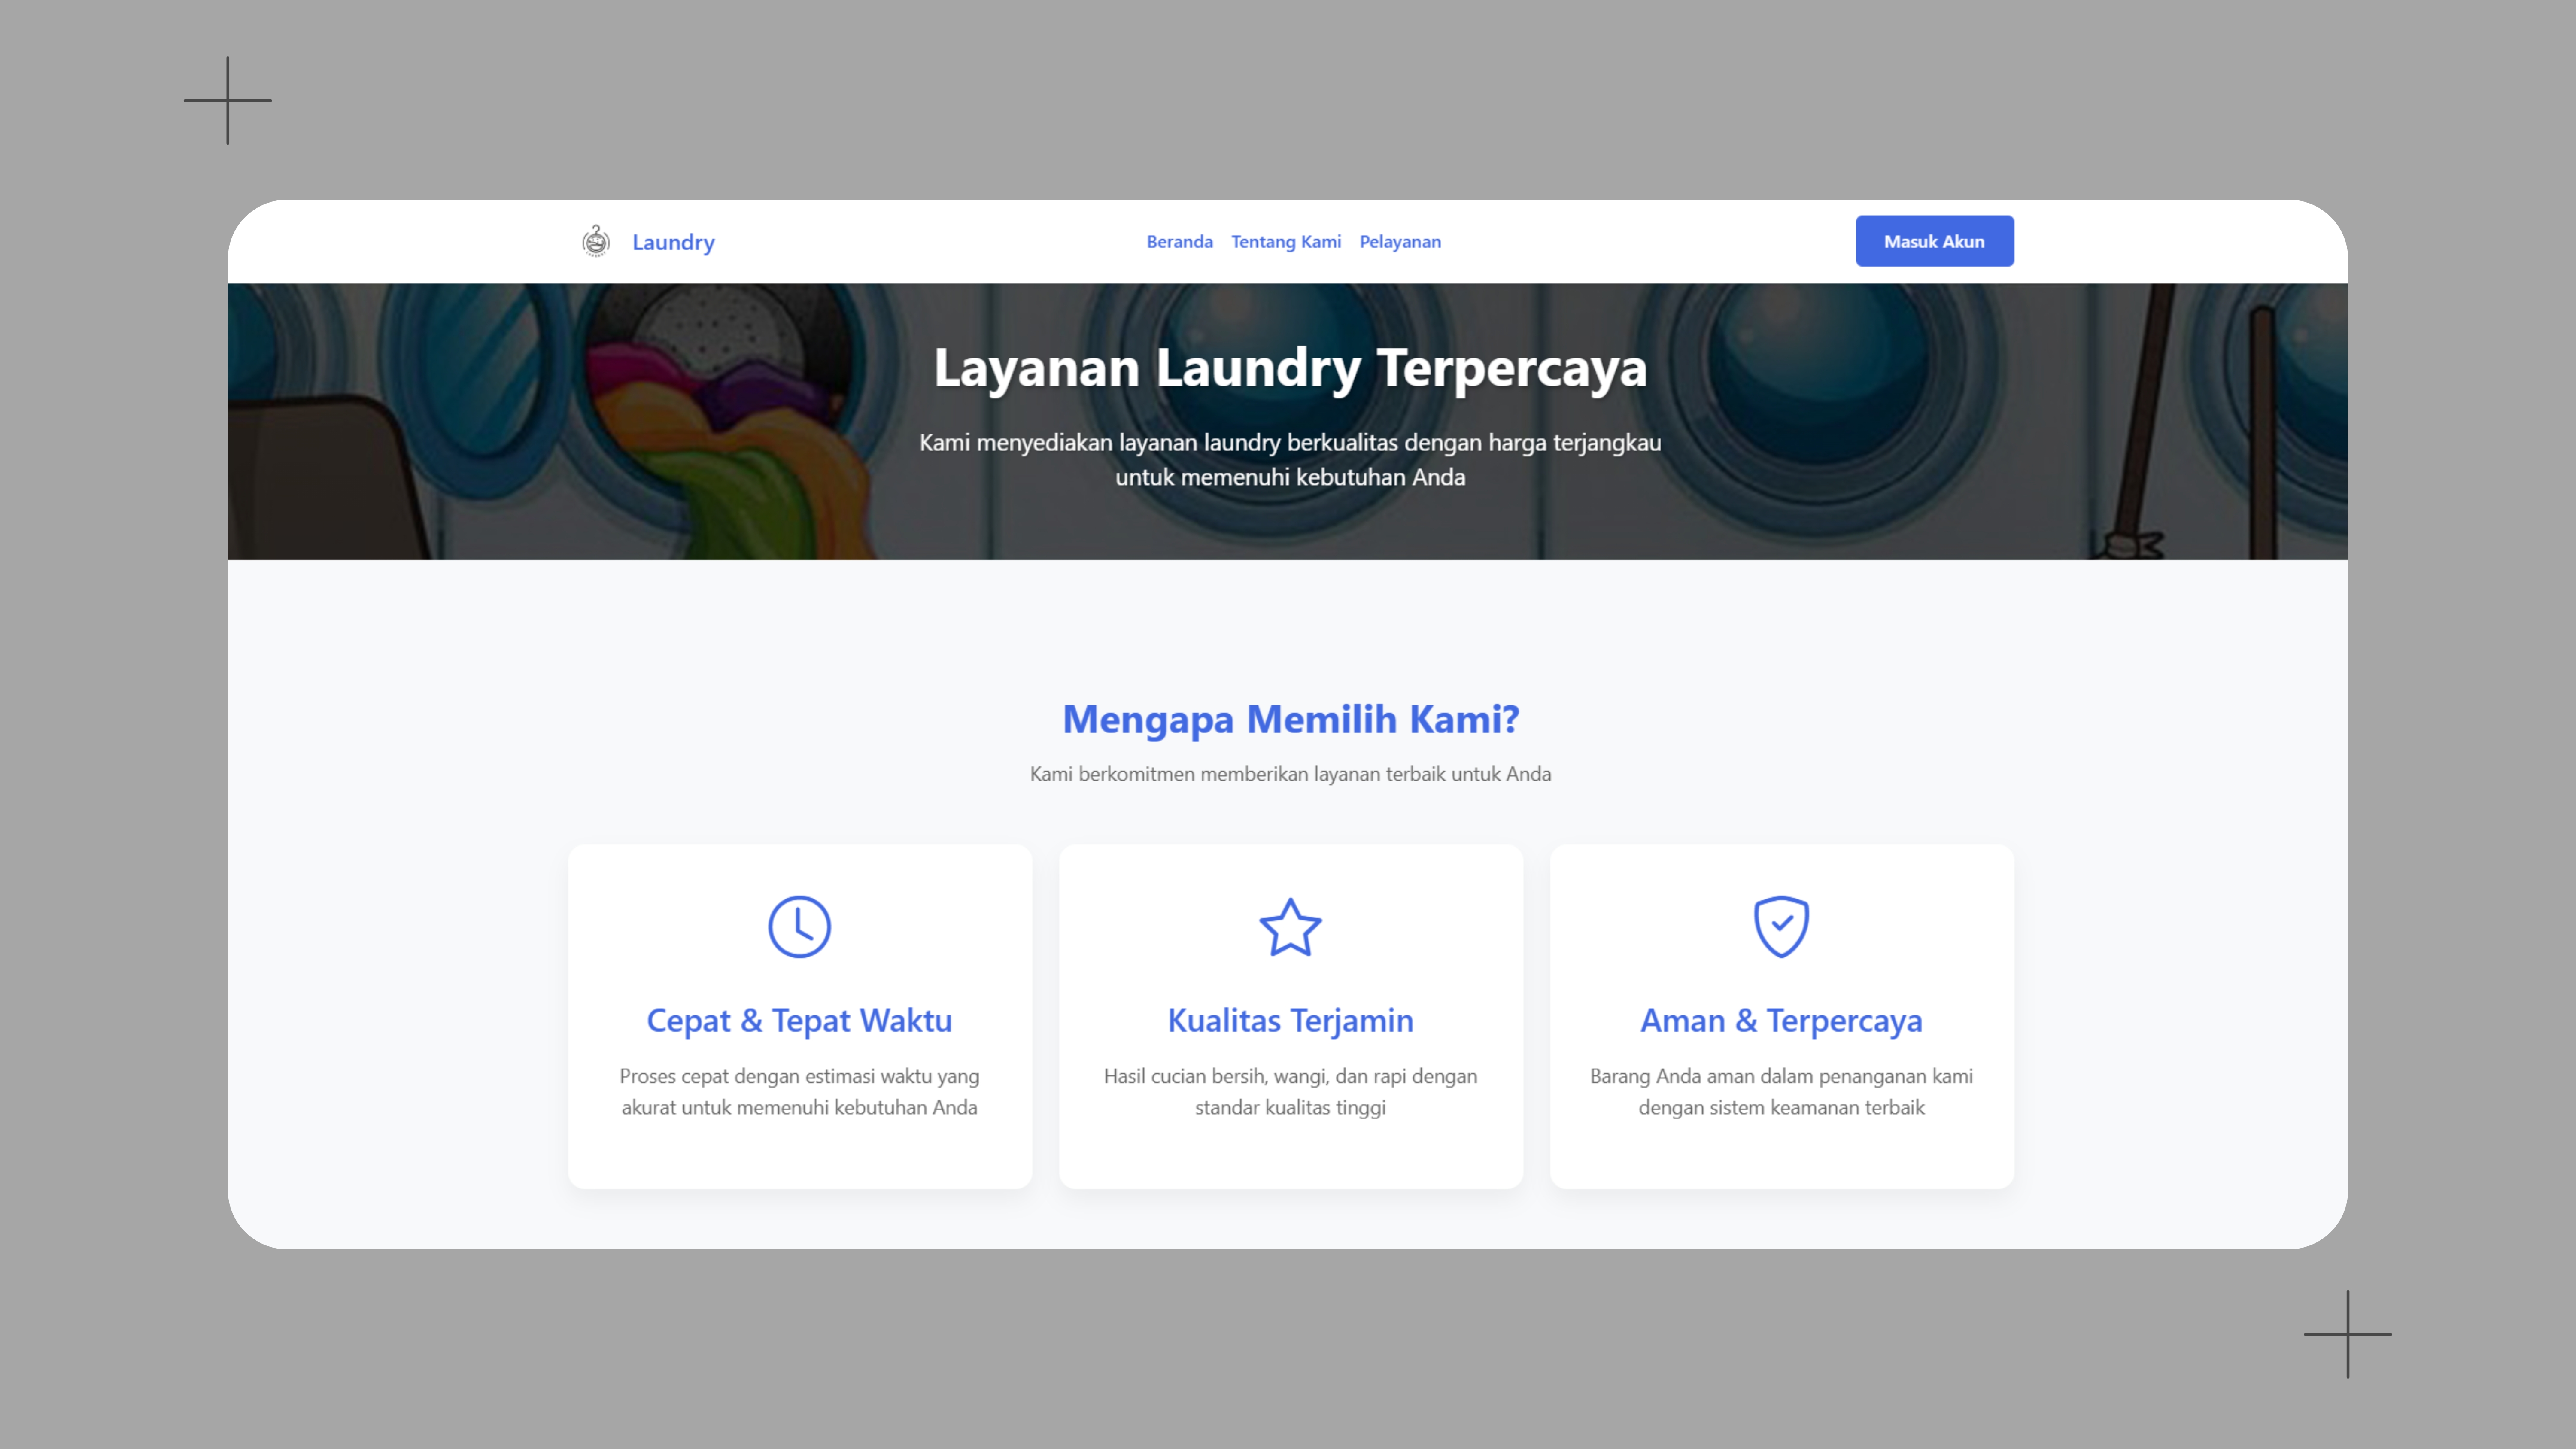 Laundry
Beranda Tentang Kami Pelayanan
Masuk Akun
Layanan Laundry Terpercaya
Kami menyediakan layanan laundry berkualitas dengan harga terjangkau
untuk memenuhi kebutuhan Anda
Mengapa Memilih Kami?
Kami berkomitmen memberikan layanan terbaik untuk Anda
Cepat & Tepat Waktu
Proses cepat dengan estimasi waktu yang
akurat untuk memenuhi kebutuhan Anda
Kualitas Terjamin
Hasil cucian bersih, wangi, dan rapi dengan
standar kualitas tinggi
Aman & Terpercaya
Barang Anda aman dalam penanganan kami
dengan sistem keamanan terbaik